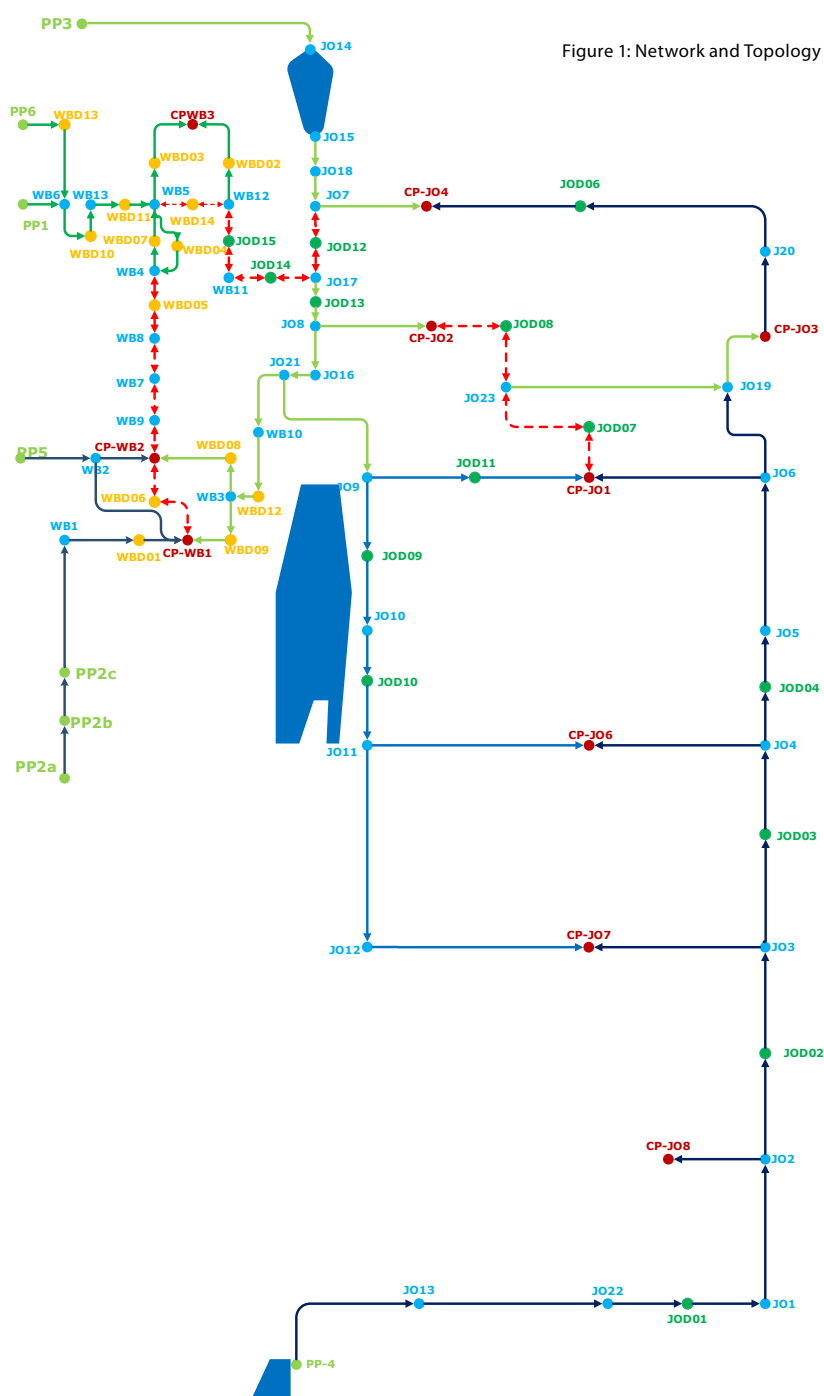 PP3
JO14
Figure 1: Network and Topology
PP6
WBD13
CPWB3
JO15
WBD03
WBD02
JO18
CP-JO4
JOD06
WB6
WB13
WB5
WB12
JO7
WBD11
WBD14
PP1
WBD10
WBD07
WBD04
JOD15
JOD12
J20
WB4
JOD14
WB11
JO17
WBD05
JOD13
JO8
CP-JO2
JOD08
CP-JO3
WB8
JO21
JO16
WB7
JO23
JO19
WB9
WB10
JOD07
CP-WB2
WBD08
PP5
WB2
JOD11
JO9
CP-JO1
JO6
WBD06
WB3
WBD12
WB1
WBD01
CP-WB1
WBD09
JOD09
JO10
JO5
PP2c
JOD10
JOD04
PP2b
CP-JO6
JO11
JO4
PP2a
JOD03
CP-JO7
JO12
JO3
JOD02
CP-JO8
JO2
JO13
JO22
JO1
JOD01
PP-4